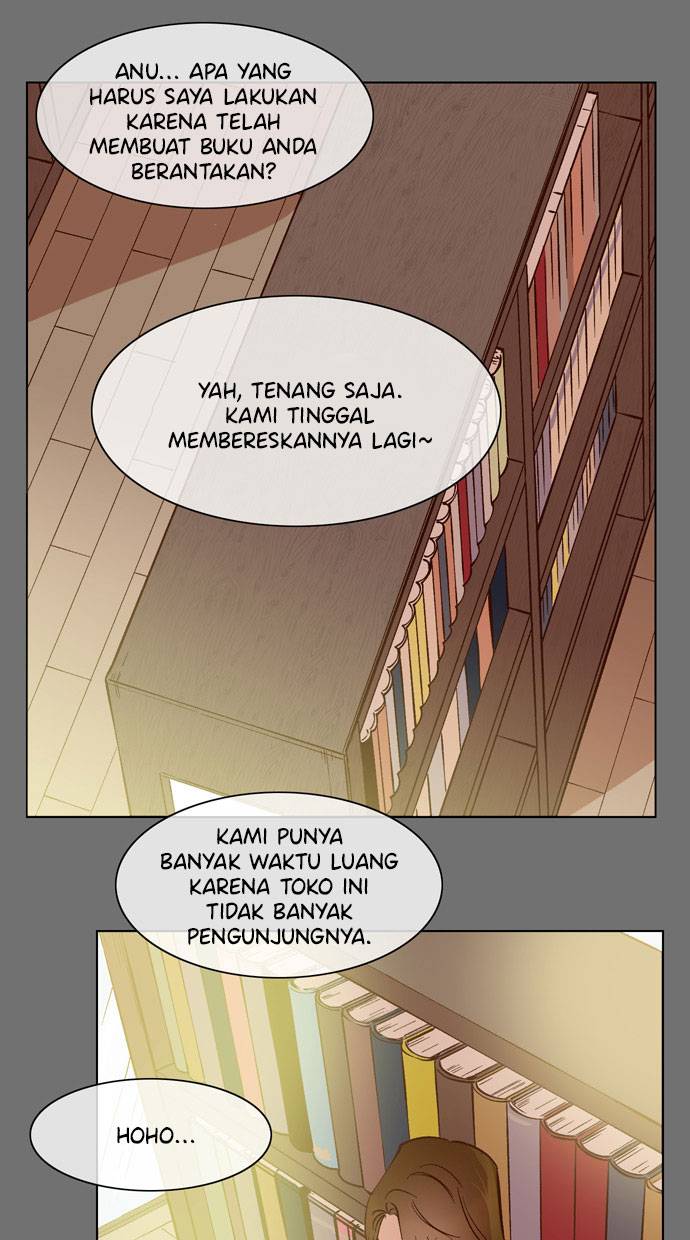 ANU... APA YANG
HARUS SAYA LAKUKAN
KARENA TELAH
MEMBUAT BUKU ANDA
BERANTAKAN?
YAH, TENANG SAJA.
KAMI TINGGAL
MEMBERESKANNYA LAGI~
KAMI PUNYA
BANYAK WAKTU LUANG
KARENA TOKO INI
TIDAK BANYAK
PENGUNJUNGNYA.
HOHO...